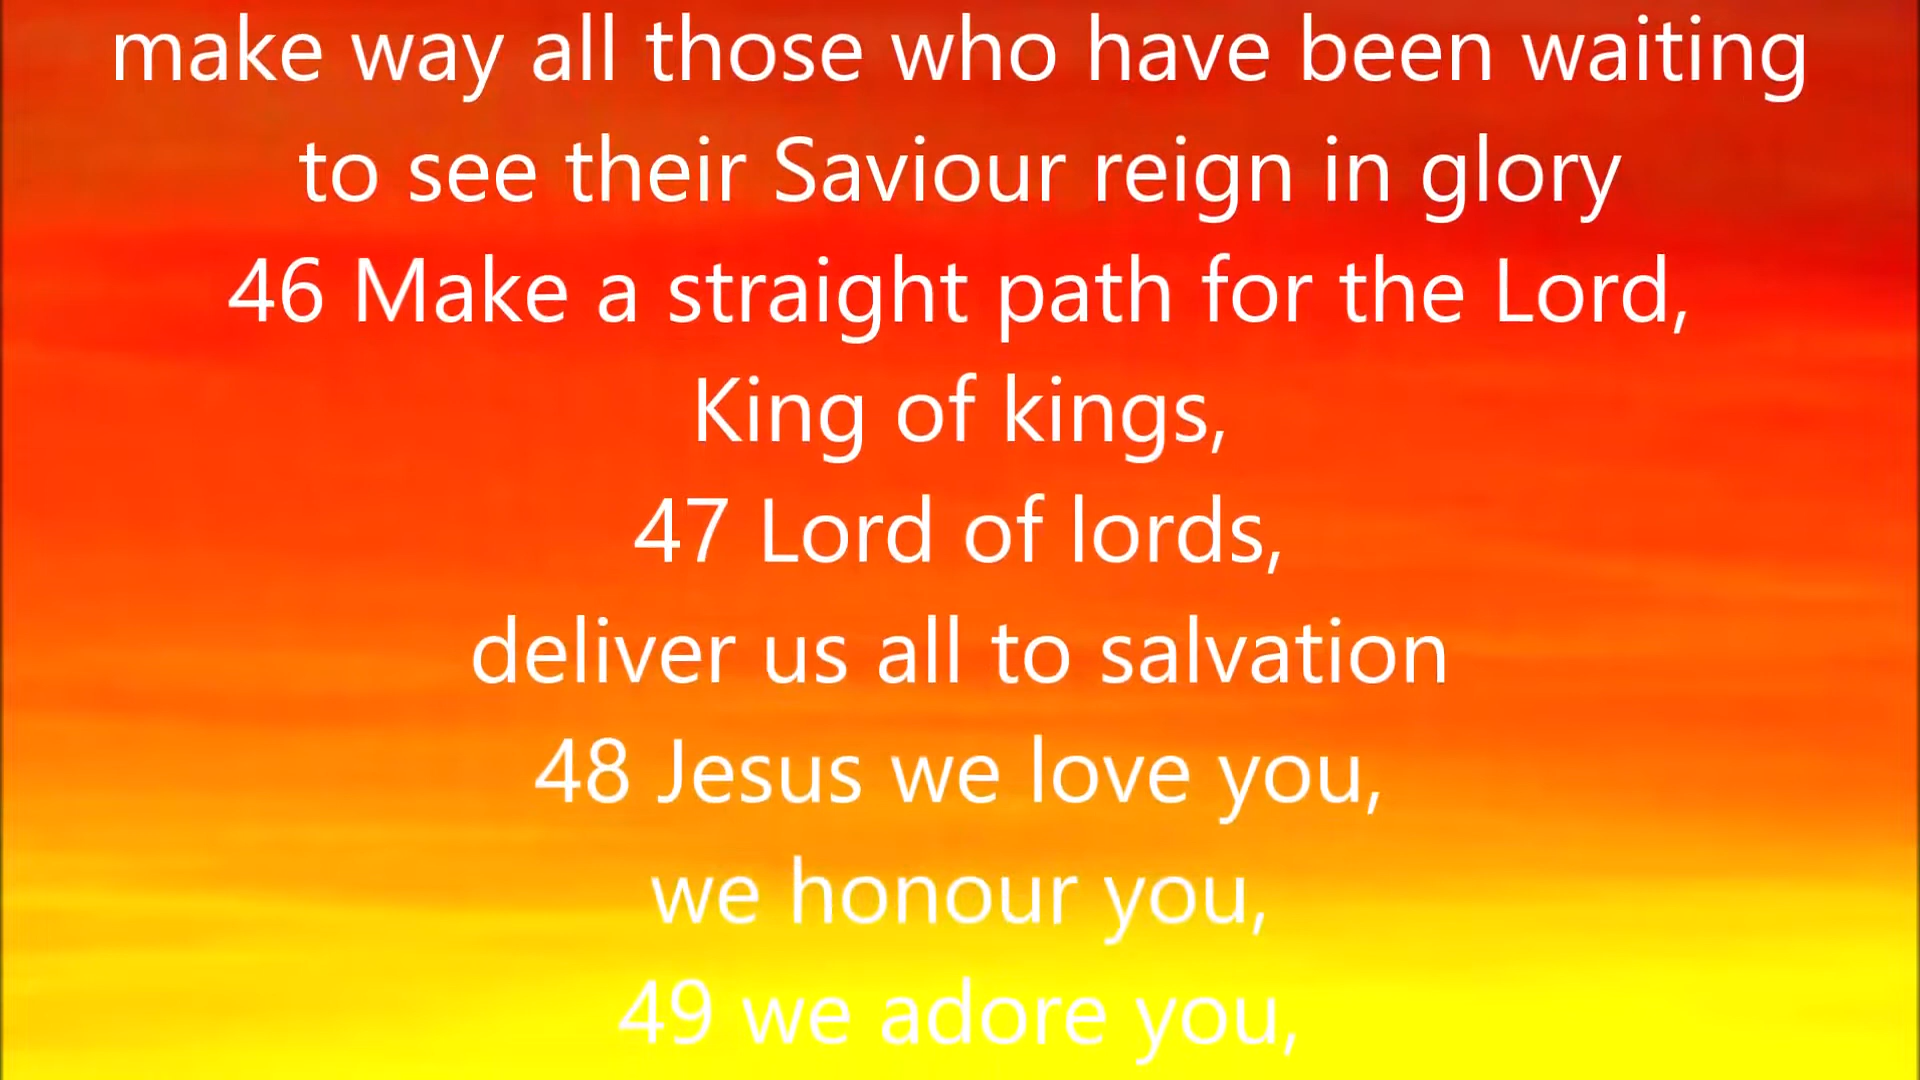 make way all those who have been waiting
to see their Saviour reign in glory
46 Make a straight path for the Lord,
King of kings,
47 Lord of lords,
deliver us all to salvation
48 Jesus we love you,
we honour you,
49 we adore you,